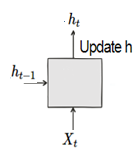 h_t
Update h
h_{t-1}
X_t